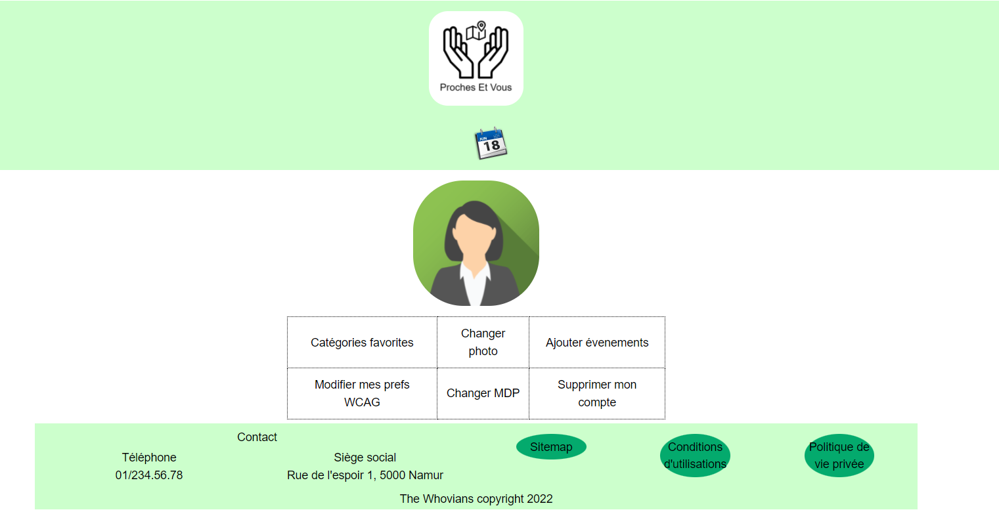 Proches Et Vous
JUN
18
Catégories favorites
Changer
photo
Ajouter évenements
Modifier mes prefs
WCAG
Changer MDP
Supprimer mon
compte
Contact
Téléphone
01/234.56.78
Siège social
Rue de l'espoir 1, 5000 Namur
Sitemap
Conditions
d'utilisations
Politique de
vie privée
The Whovians copyright 2022